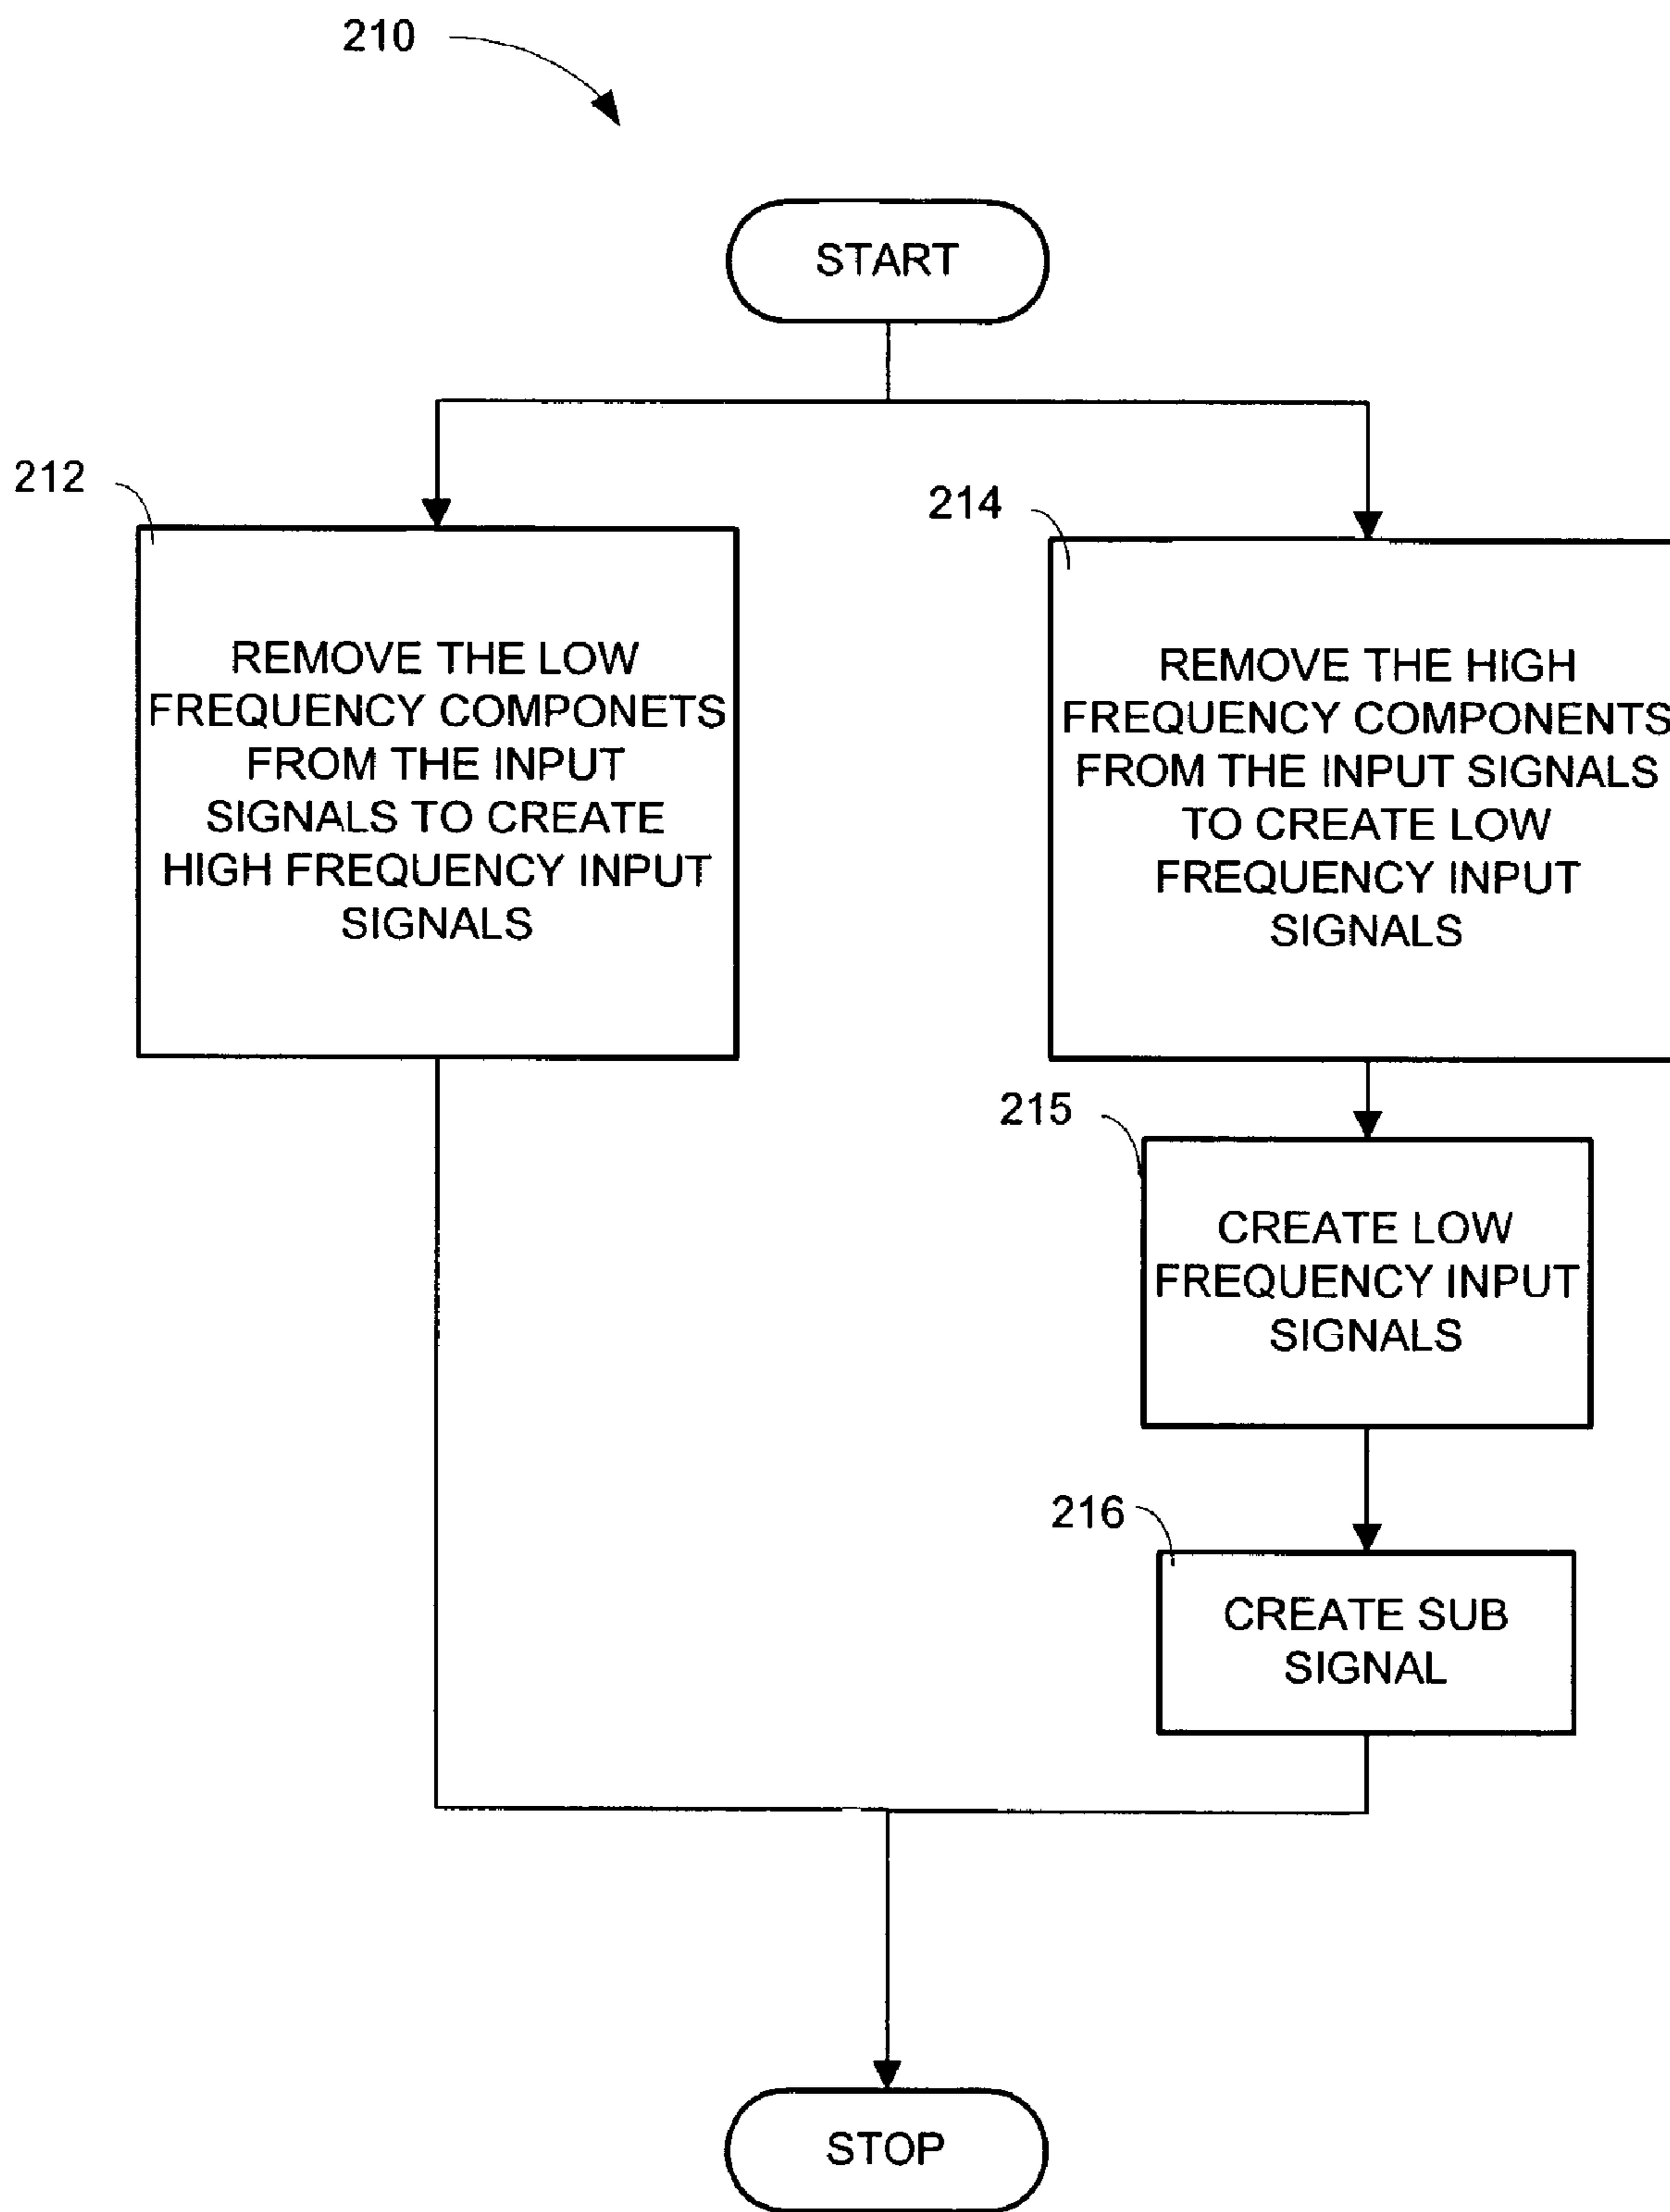 210
START
212
REMOVE THE LOW
FREQUENCY COMPONETS
FROM THE INPUT
SIGNALS TO CREATE
HIGH FREQUENCY INPUT
SIGNALS
214
REMOVE THE HIGH
FREQUENCY COMPONENTS
FROM THE INPUT SIGNALS
TO CREATE LOW
FREQUENCY INPUT
SIGNALS
215
CREATE LOW
FREQUENCY INPUT
SIGNALS
216
CREATE SUB
SIGNAL
STOP